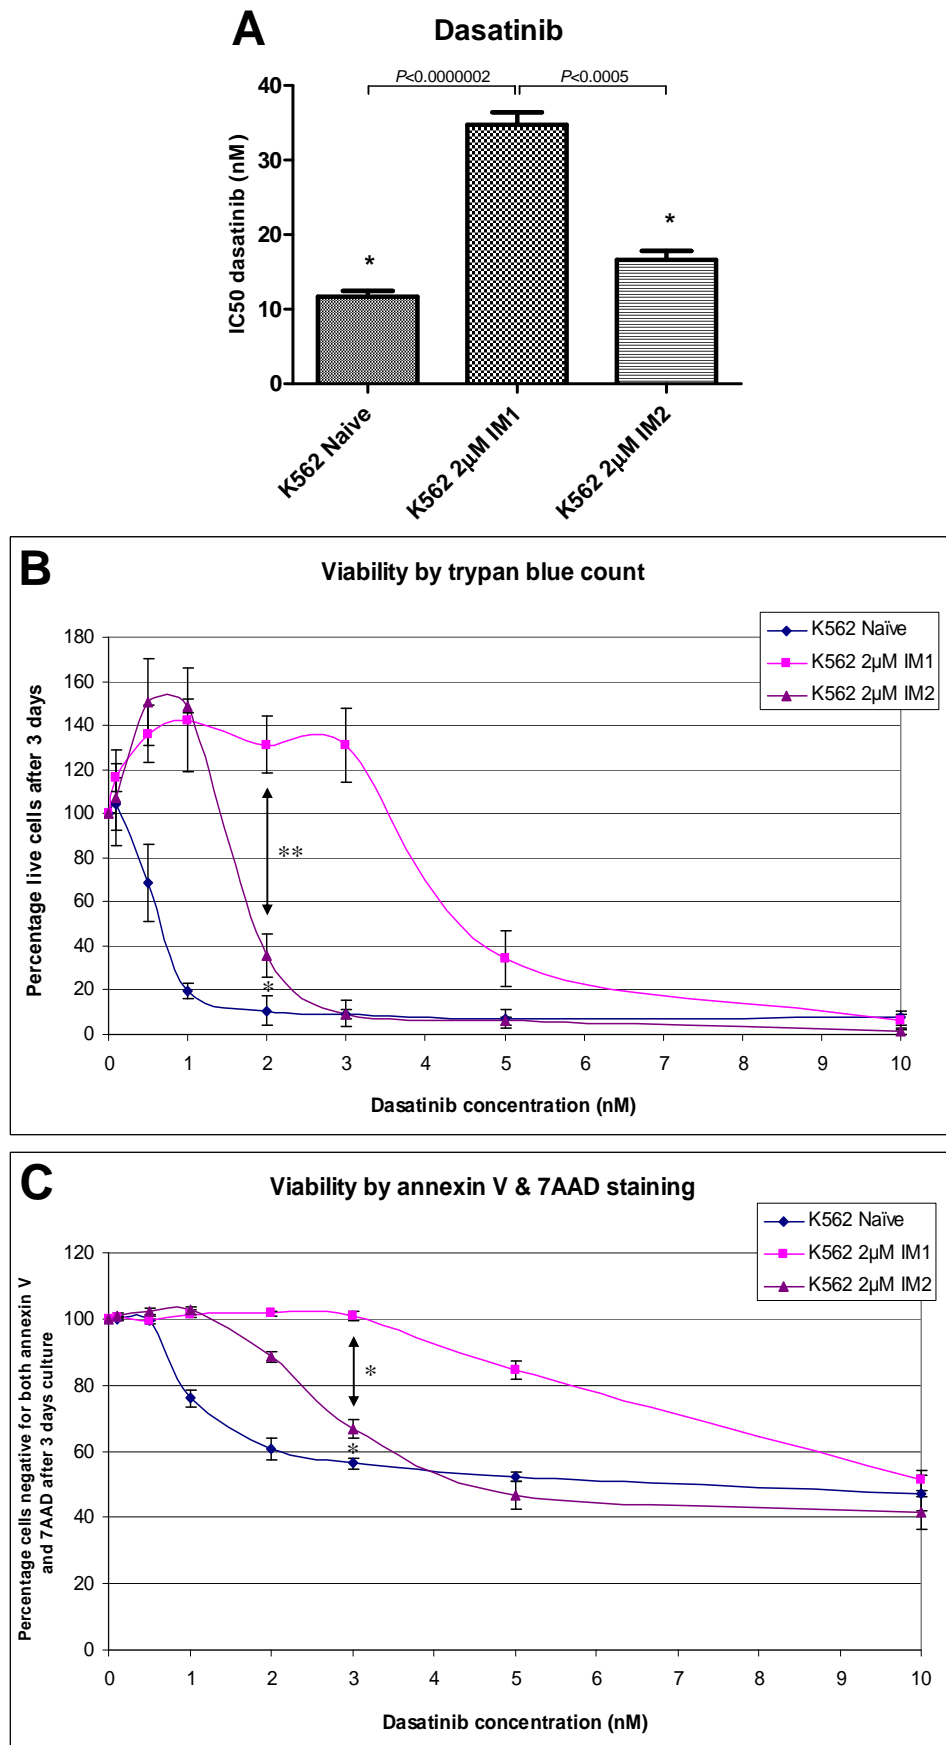 A
Dasatinib
P<0.0000002
P<0.0005
IC50 dasatinib (nM)
40
30
20
10
0
*
*
K562 Naive
K562 2µM IM1
K562 2µM IM2
B
Viability by trypan blue count
K562 Naïve
K562 2µM IM1
K562 2µM IM2
Percentage live cells after 3 days
180
160
140
120
100
80
60
40
20
0
**
*
0 1 2 3 4 5 6 7 8 9 10
Dasatinib concentration (nM)
C
Viability by annexin V & 7AAD staining
K562 Naïve
K562 2µM IM1
K562 2µM IM2
Percentage cells negative for both annexin V
and 7AAD after 3 days culture
120
100
80
60
40
20
0
*
*
0 1 2 3 4 5 6 7 8 9 10
Dasatinib concentration (nM)